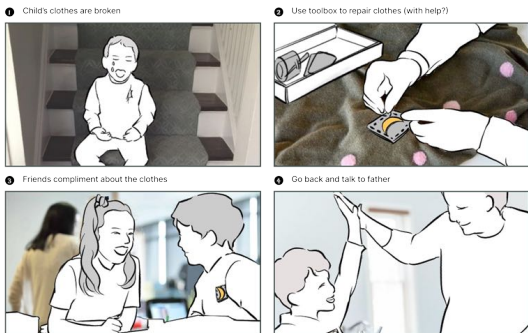 1 Child's clothes are broken
2 Use toolbox to repair clothes (with help?)
3 Friends compliment about the clothes
4 Go back and talk to father